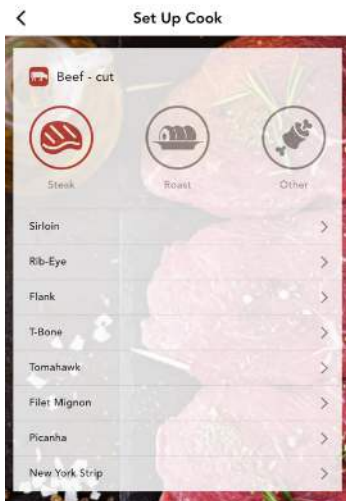 Set Up Cook
Beef - cut
Steak Roast Other
Sirloin
Rib-Eye
Flank
T-Bone
Tomahawk
Filet Mignon
Picanha
New York Strip